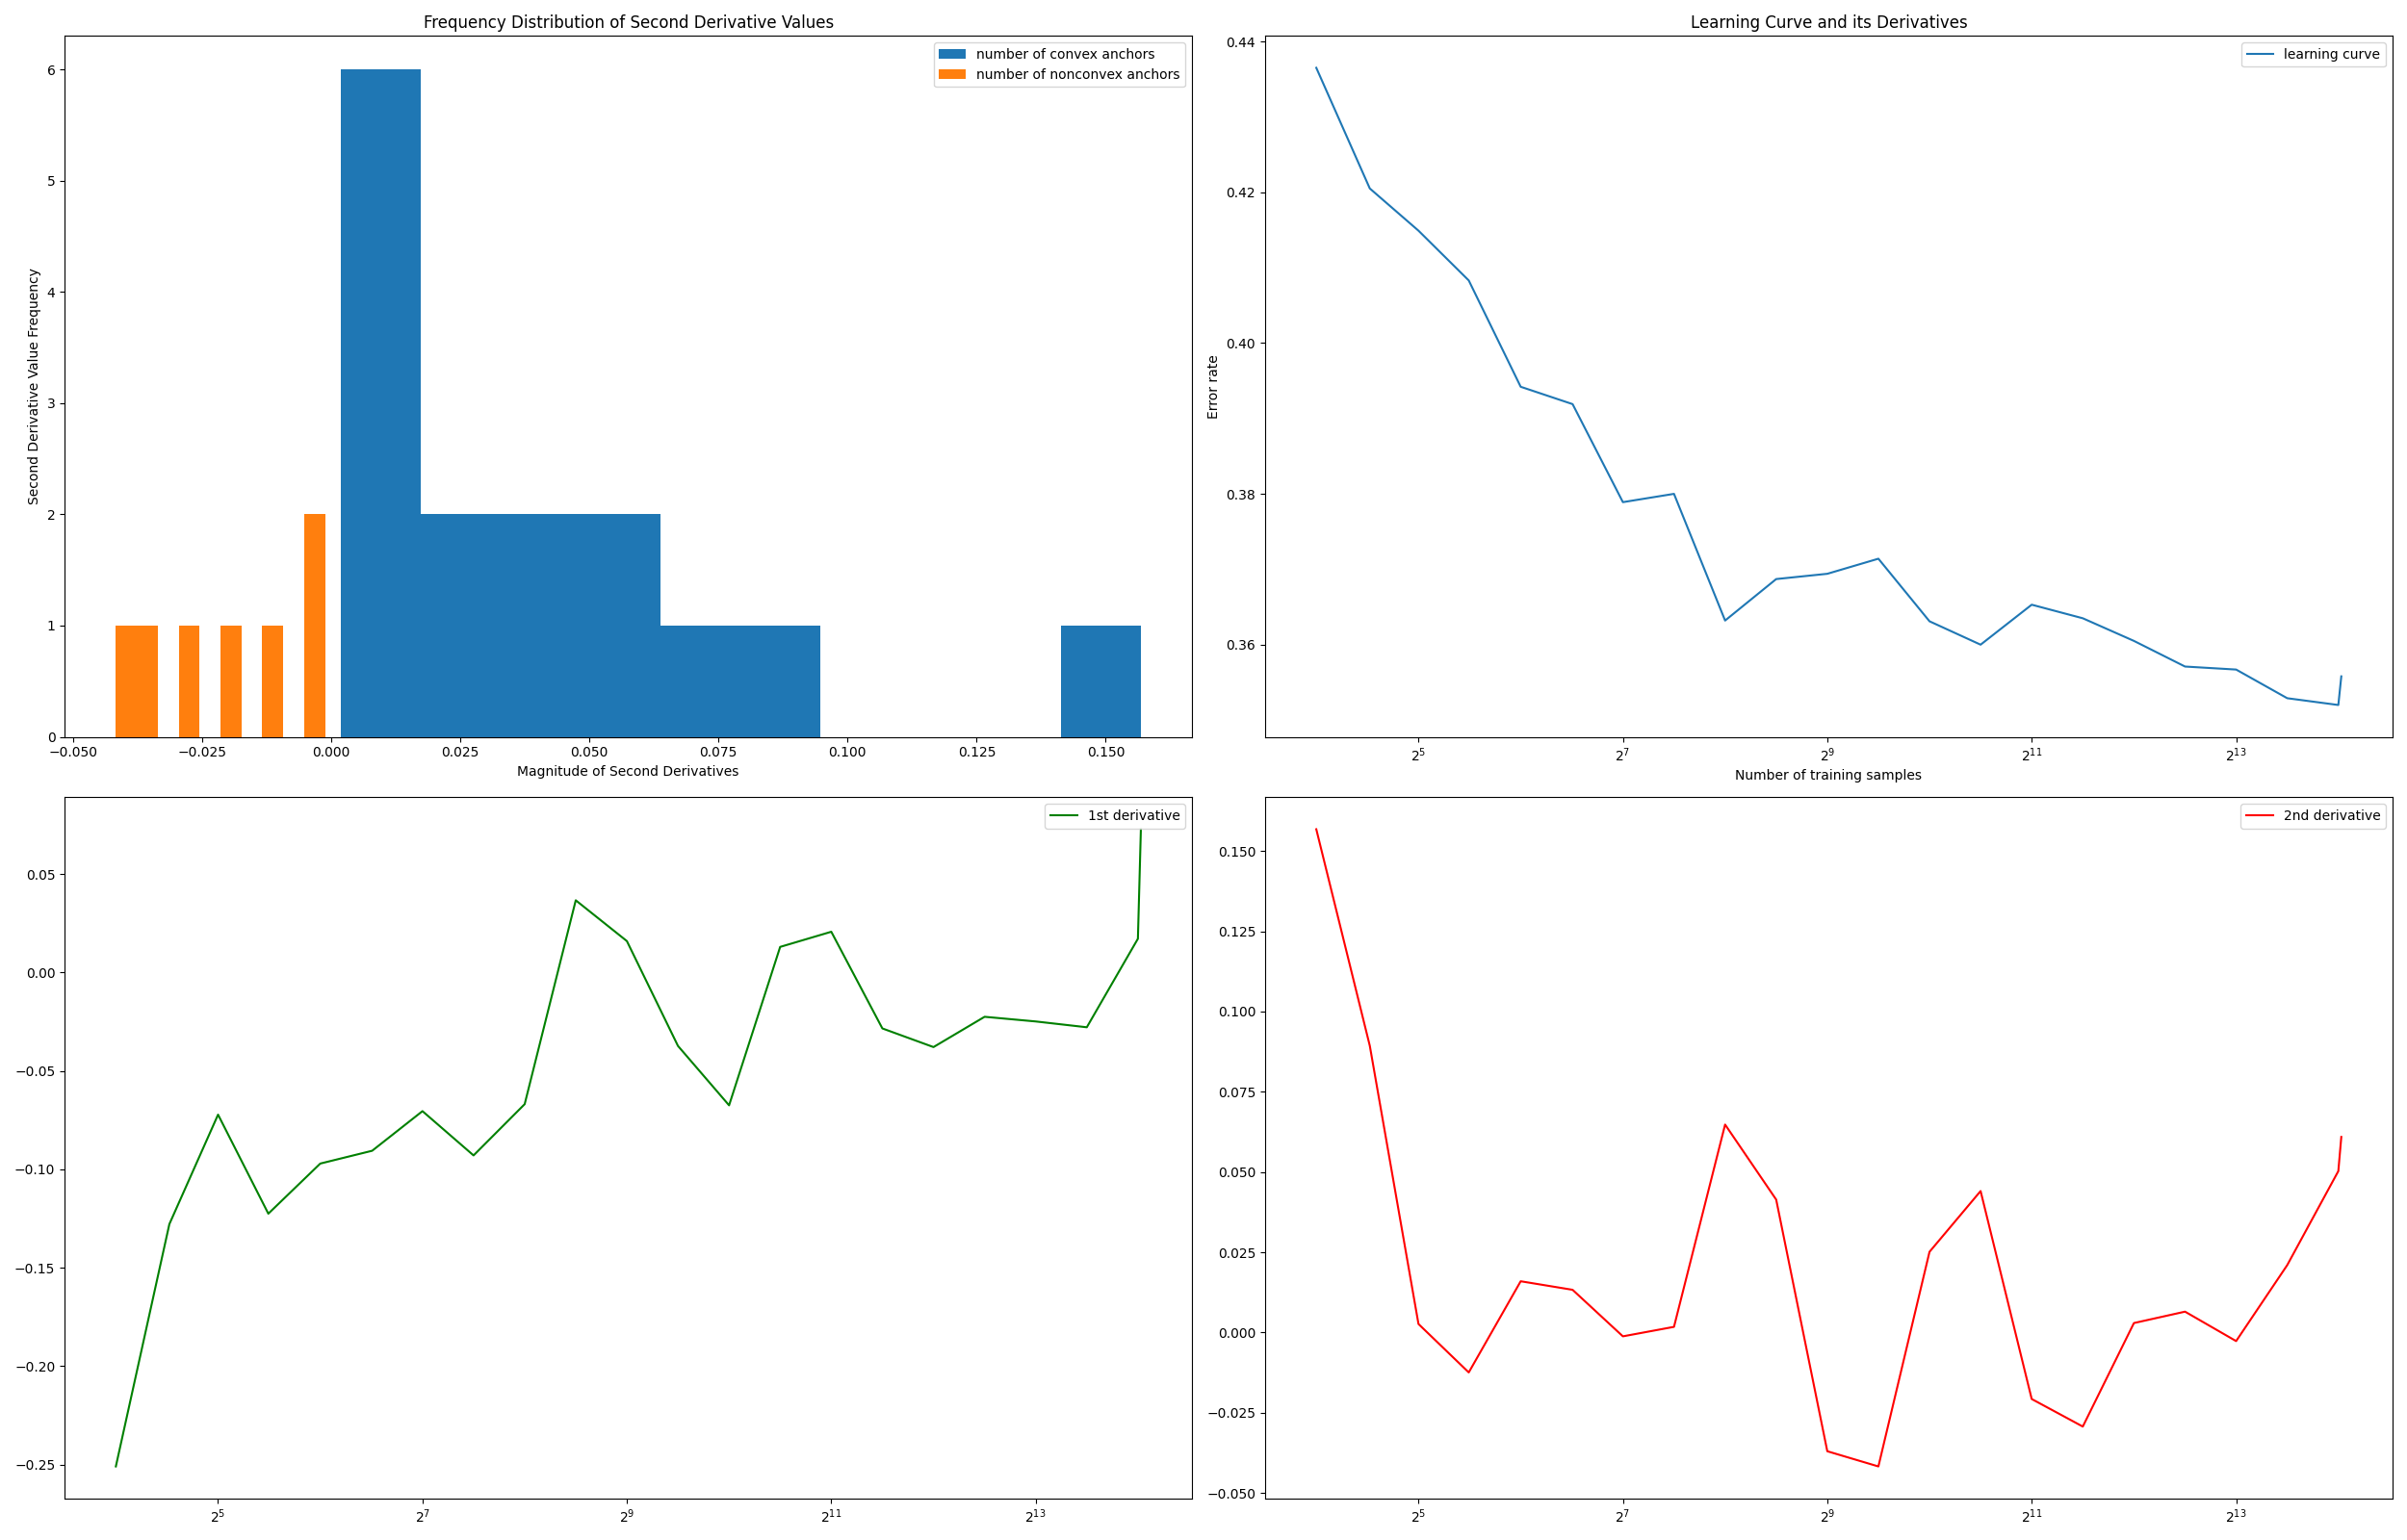 Frequency Distribution of Second Derivative Values
number of convex anchors
number of nonconvex anchors
6
5
4
3
2
1
0
Second Derivative Value Frequency
−0.050 −0.025 0.000 0.025 0.050 0.075 0.100 0.125 0.150
Magnitude of Second Derivatives
Learning Curve and its Derivatives
learning curve
0.44
0.42
0.40
0.38
0.36
Error rate
2^5 2^7 2^9 2^11 2^13
Number of training samples
1st derivative
0.05
0.00
−0.05
−0.10
−0.15
−0.20
−0.25
2^5 2^7 2^9 2^11 2^13
2nd derivative
0.150
0.125
0.100
0.075
0.050
0.025
0.000
−0.025
−0.050
2^5 2^7 2^9 2^11 2^13